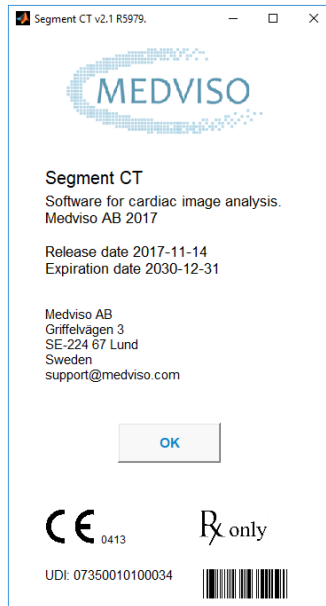 Segment CT v2.1 R5979.
MEDVISO
Segment CT
Software for cardiac image analysis.
Medviso AB 2017
Release date 2017-11-14
Expiration date 2030-12-31
Medviso AB
Griffelvägen 3
SE-224 67 Lund
Sweden
support@medviso.com
OK
CE 0413
Rx only
UDI: 07350010100034